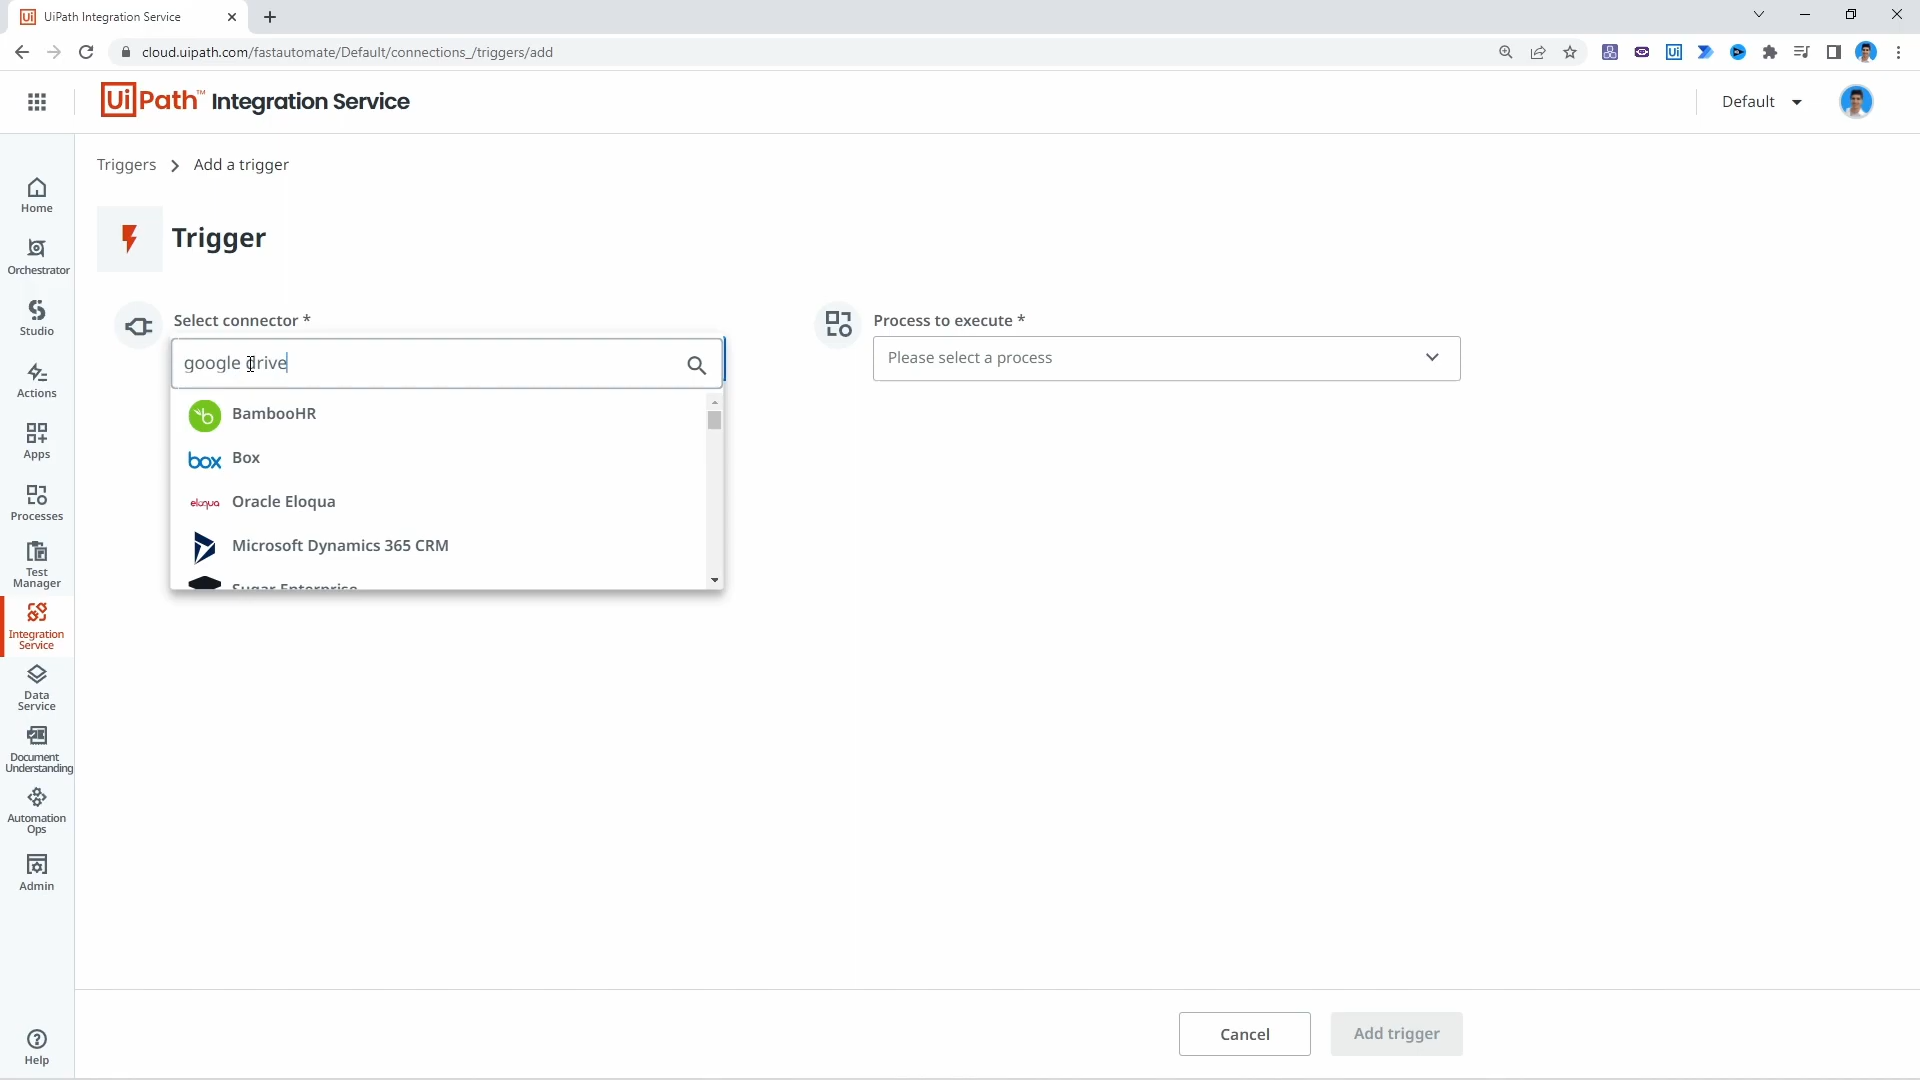 UiPath Integration Service
cloud.uipath.com/fastautomate/Default/connections_/triggers/add
UiPath™ Integration Service
Default
Triggers
Add a trigger
Trigger
Select connector *
google drive
BambooHR
box
Box
eloqua
Oracle Eloqua
Microsoft Dynamics 365 CRM
Sugar Enterprise
Process to execute *
Please select a process
Home
Orchestrator
Studio
Actions
Apps
Processes
Test
Manager
Integration
Service
Data
Service
Document
Understanding
Automation
Ops
Admin
Help
Cancel
Add trigger